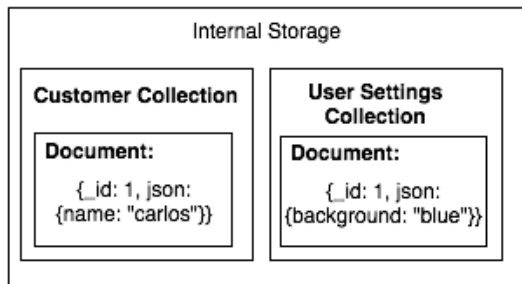 Internal Storage
Customer Collection
Document:
{_id: 1, json:
{name: "carlos"}}
User Settings
Collection
Document:
{_id: 1, json:
{background: "blue"}}